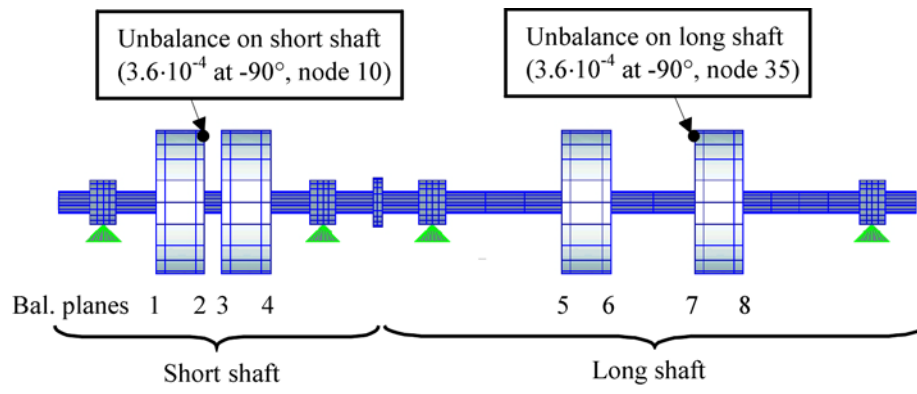 Unbalance on short shaft
(3.6·10⁻⁴ at -90°, node 10)
Unbalance on long shaft
(3.6·10⁻⁴ at -90°, node 35)
Bal. planes 1 2 3 4 5 6 7 8
Short shaft
Long shaft